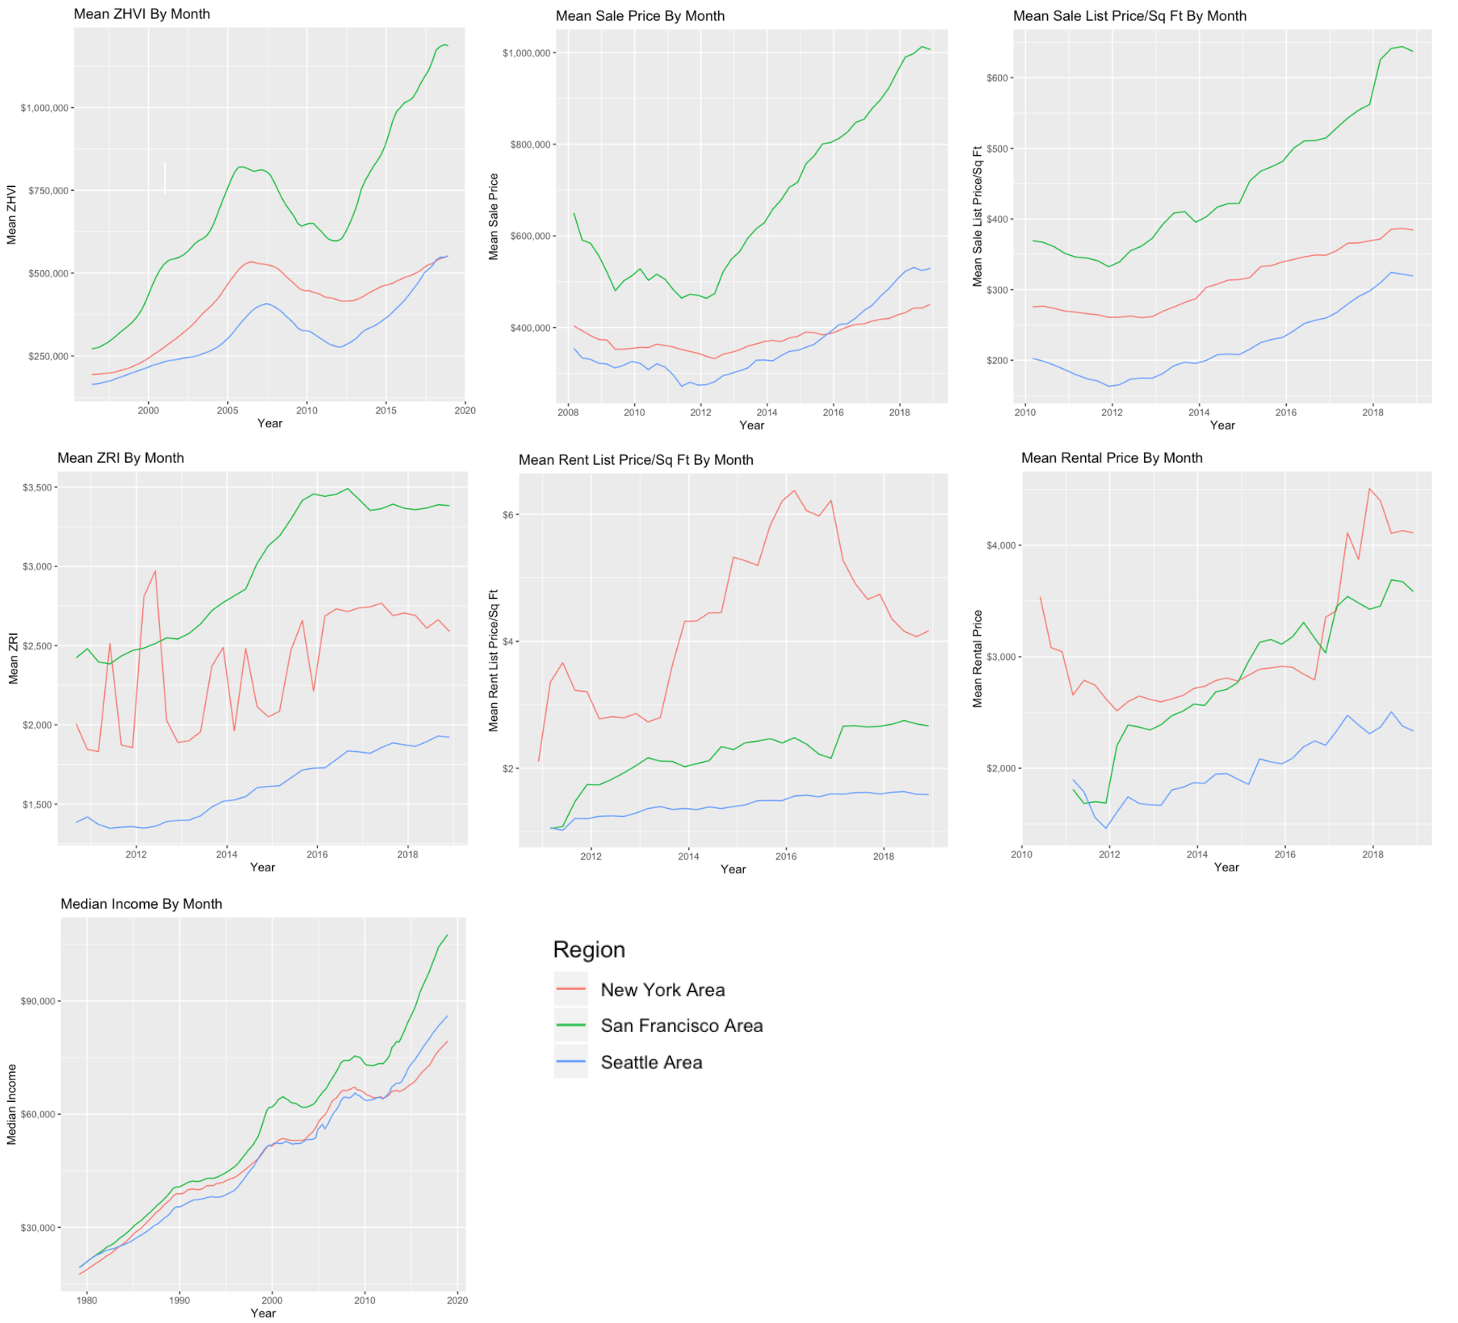 Mean ZHVI By Month
Mean ZHVI
$1,000,000
$750,000
$500,000
$250,000
2000 2005 2010 2015 2020
Year
Mean Sale Price By Month
Mean Sale Price
$1,000,000
$800,000
$600,000
$400,000
2008 2010 2012 2014 2016 2018
Year
Mean Sale List Price/Sq Ft By Month
Mean Sale List Price/Sq Ft
$600
$500
$400
$300
$200
2010 2012 2014 2016 2018
Year
Mean ZRI By Month
Mean ZRI
$3,500
$3,000
$2,500
$2,000
$1,500
2012 2014 2016 2018
Year
Mean Rent List Price/Sq Ft By Month
Mean Rent List Price/Sq Ft
$6
$4
$2
2012 2014 2016 2018
Year
Mean Rental Price By Month
Mean Rental Price
$4,000
$3,000
$2,000
2010 2012 2014 2016 2018
Year
Median Income By Month
Median Income
$90,000
$60,000
$30,000
1980 1990 2000 2010 2020
Year
Region
New York Area
San Francisco Area
Seattle Area